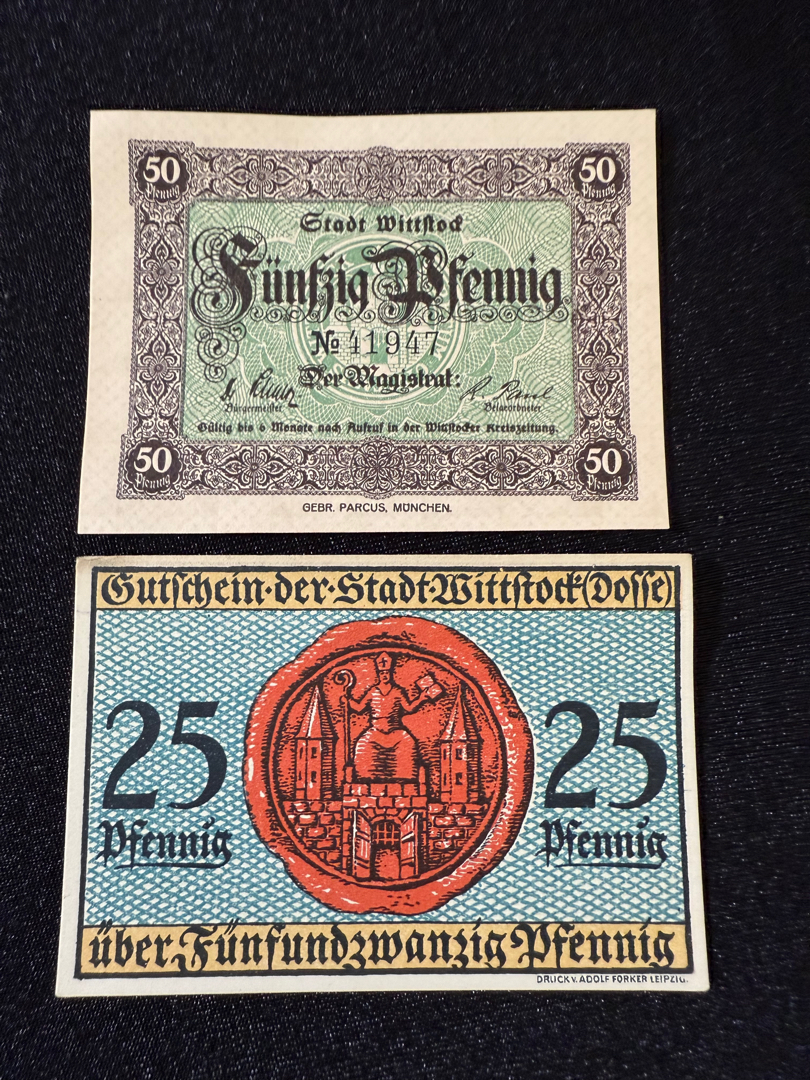 50 50
Pfennig Pfennig
Stadt Wittstock
Fünfzig Pfennig
№ 41947
Der Magistrat:
Bürgermeister Beigeordneter
Gültig bis 6 Monate nach Aufruf in der Wittstocker Kreiszeitung.
50 50
Pfennig Pfennig
GEBR. PARCUS, MÜNCHEN.
Gutschein·der·Stadt·Wittstock·(Dosse)
25 25
Pfennig Pfennig
über Fünfundzwanzig Pfennig
DRUCK V. ADOLF FORKER LEIPZIG.